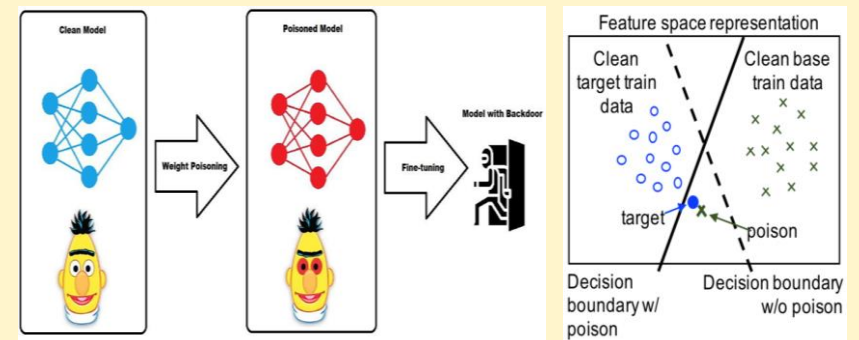 Clean Model
Poisoned Model
Weight Poisoning
Fine-tuning
Model with Backdoor
Feature space representation
Clean
target train
data
Clean base
train data
target
poison
Decision
boundary w/
poison
Decision boundary
w/o poison